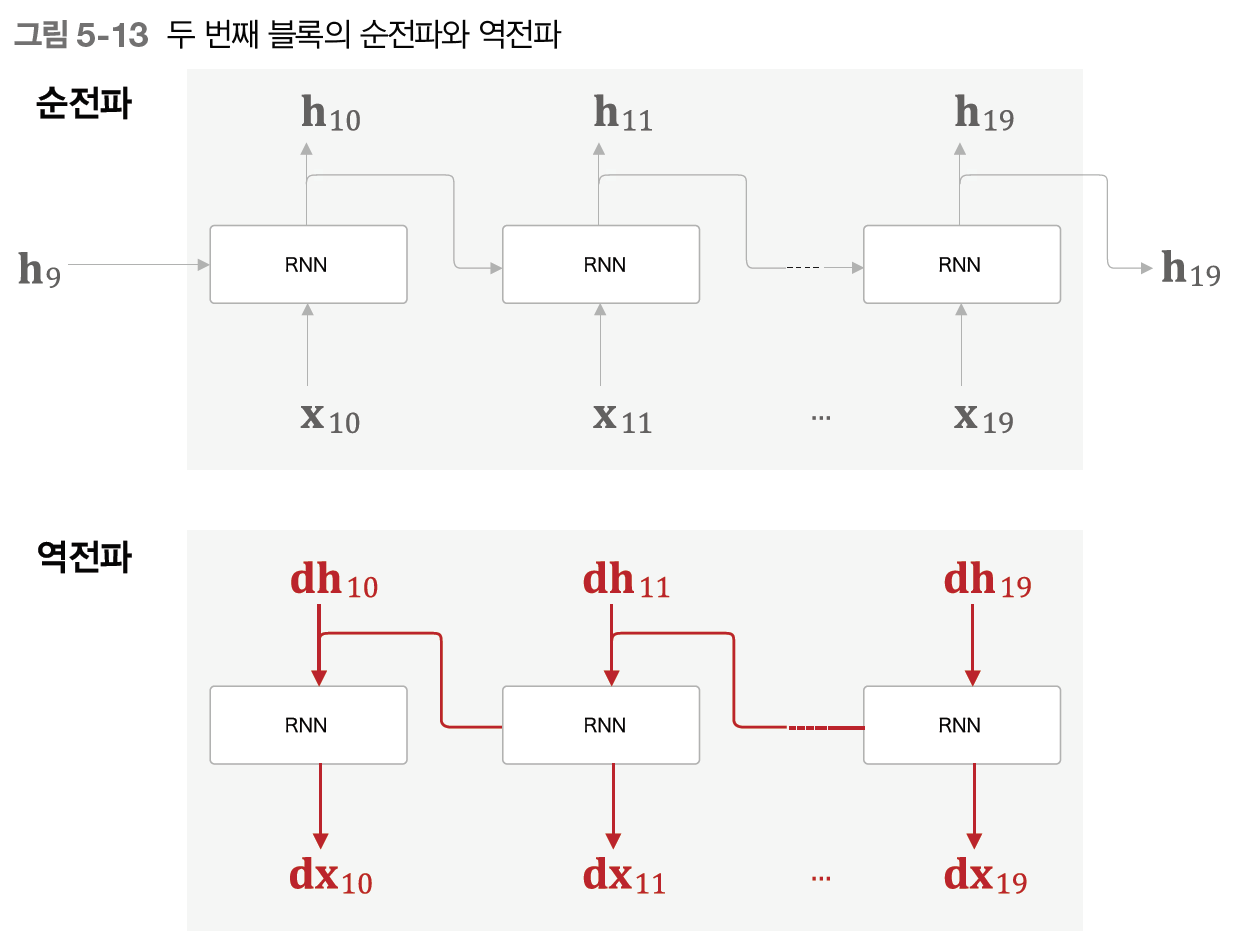 그림 5-13 두 번째 블록의 순전파와 역전파
순전파
h10 h11 h19
h9 RNN RNN RNN h19
x10 x11 ... x19
역전파
dh10 dh11 dh19
RNN RNN RNN
dx10 dx11 ... dx19